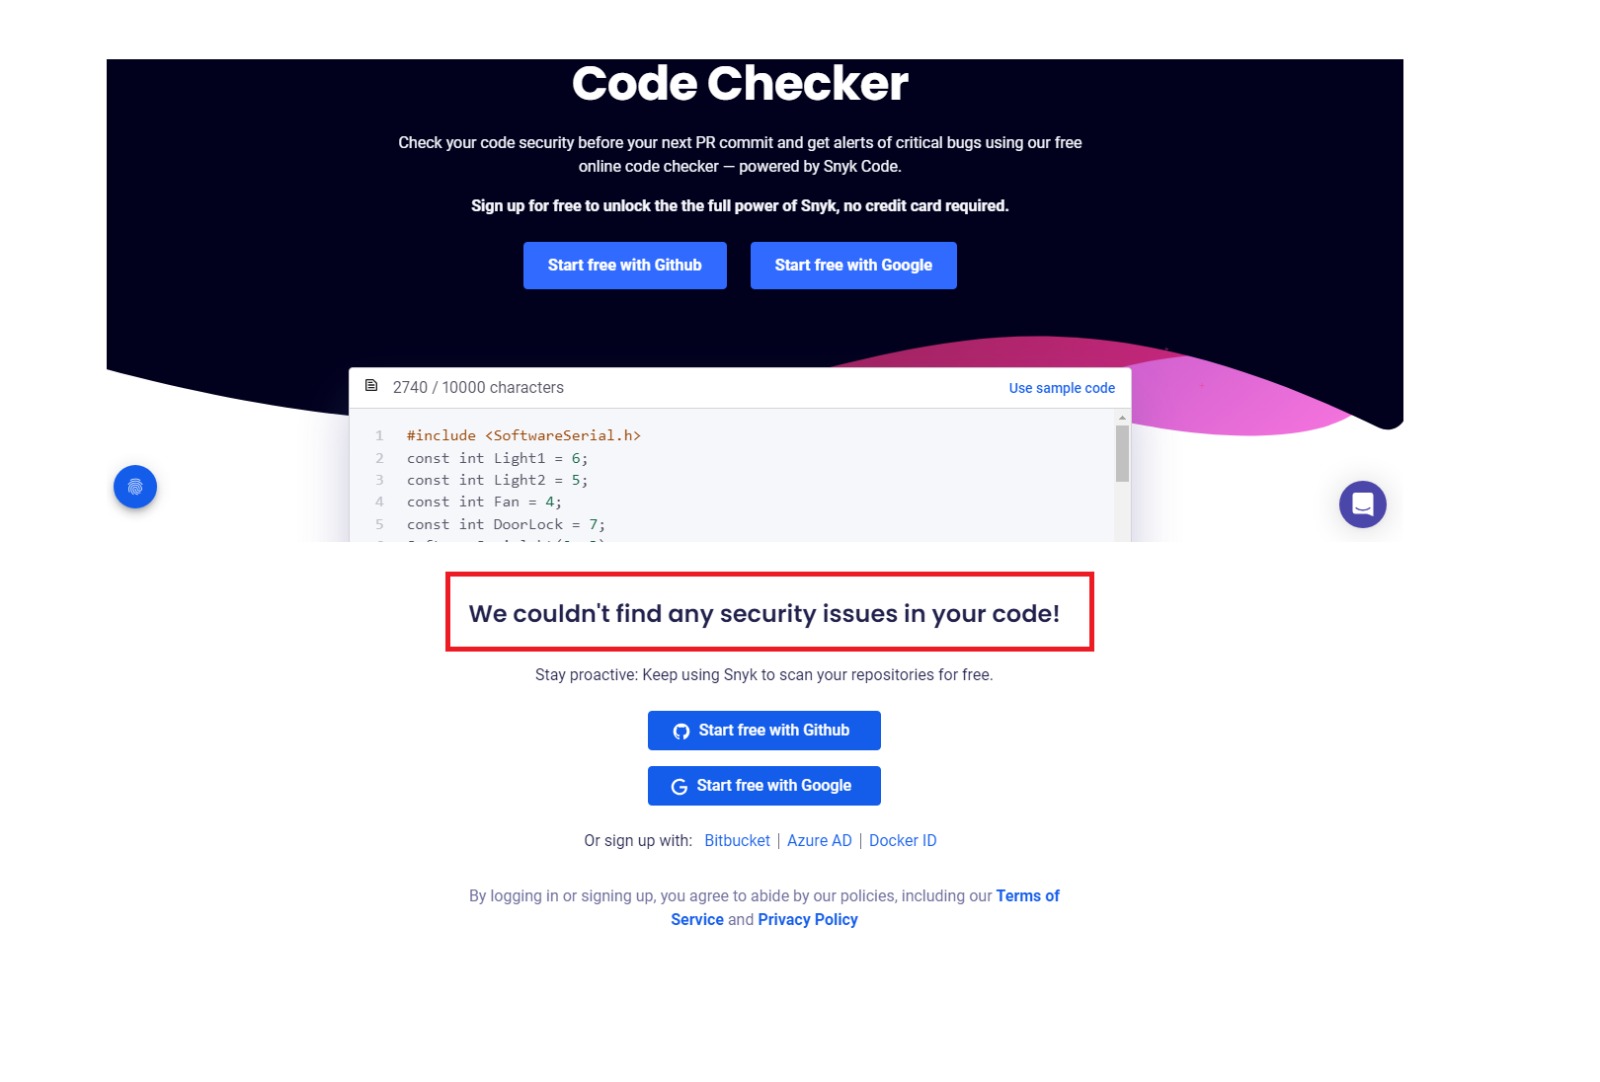 Code Checker
Check your code security before your next PR commit and get alerts of critical bugs using our free
online code checker — powered by Snyk Code.
Sign up for free to unlock the the full power of Snyk, no credit card required.
Start free with Github
Start free with Google
2740 / 10000 characters
Use sample code
1 #include <SoftwareSerial.h>
2 const int Light1 = 6;
3 const int Light2 = 5;
4 const int Fan = 4;
5 const int DoorLock = 7;
We couldn't find any security issues in your code!
Stay proactive: Keep using Snyk to scan your repositories for free.
Start free with Github
Start free with Google
Or sign up with: Bitbucket | Azure AD | Docker ID
By logging in or signing up, you agree to abide by our policies, including our Terms of
Service and Privacy Policy